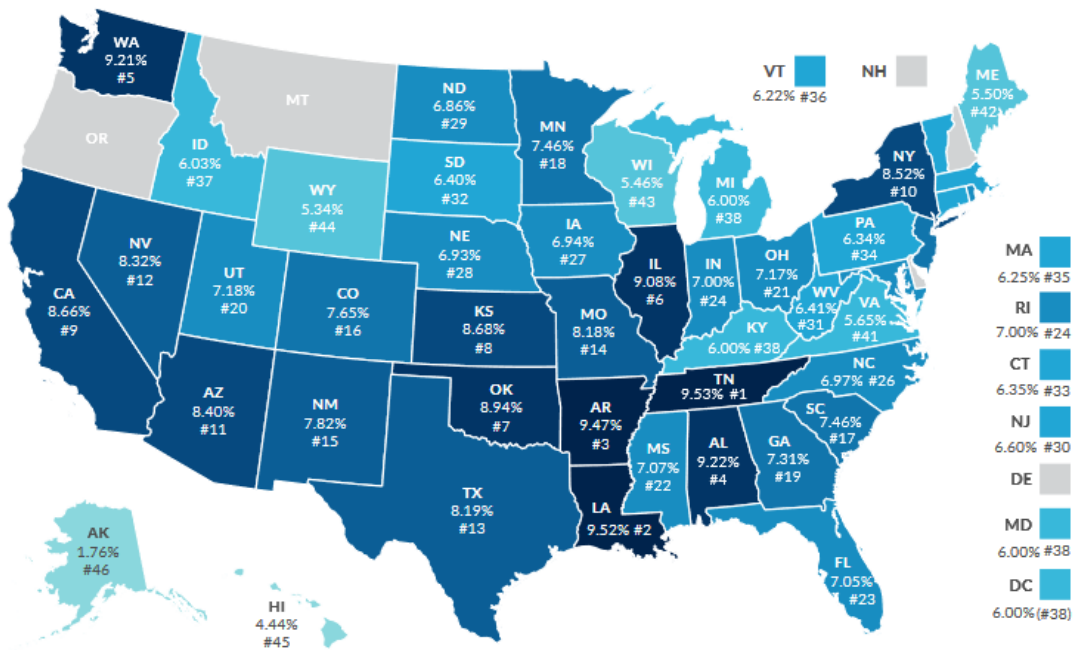 WA
9.21%
#5
VT
6.22% #36
NH
ME
5.50%
#42
MT
ND
6.86%
#29
MN
7.46%
#18
OR
ID
6.03%
#37
WY
5.34%
#44
SD
6.40%
#32
WI
5.46%
#43
MI
6.00%
#38
NY
8.52%
#10
NV
8.32%
#12
UT
7.18%
#20
CO
7.65%
#16
NE
6.93%
#28
IA
6.94%
#27
IL
9.08%
#6
IN
7.00%
#24
OH
7.17%
#21
PA
6.34%
#34
WV
6.41%
#31
VA
5.65%
#41
CA
8.66%
#9
KS
8.68%
#8
MO
8.18%
#14
KY
6.00% #38
AZ
8.40%
#11
NM
7.82%
#15
OK
8.94%
#7
AR
9.47%
#3
TN
9.53% #1
NC
6.97% #26
SC
7.46%
#17
TX
8.19%
#13
LA
9.52% #2
MS
7.07%
#22
AL
9.22%
#4
GA
7.31%
#19
FL
7.05%
#23
AK
1.76%
#46
HI
4.44%
#45
MA
6.25% #35
RI
7.00% #24
CT
6.35% #33
NJ
6.60% #30
DE
MD
6.00% #38
DC
6.00% (#38)